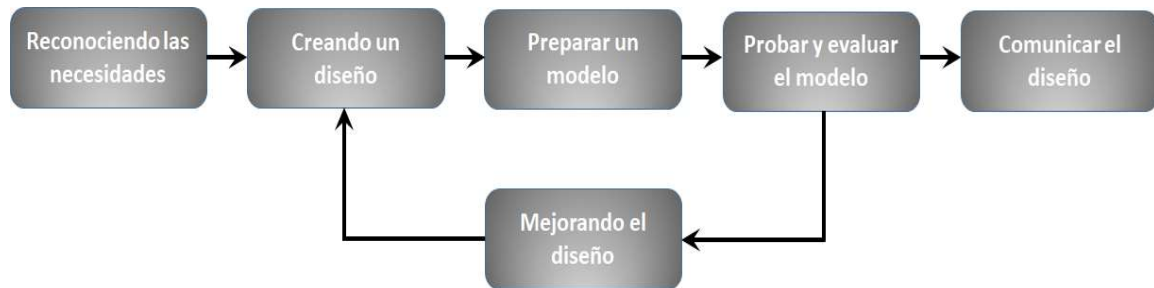 Reconociendo las
necesidades
Creando un
diseño
Preparar un
modelo
Probar y evaluar
el modelo
Comunicar el
diseño
Mejorando el
diseño